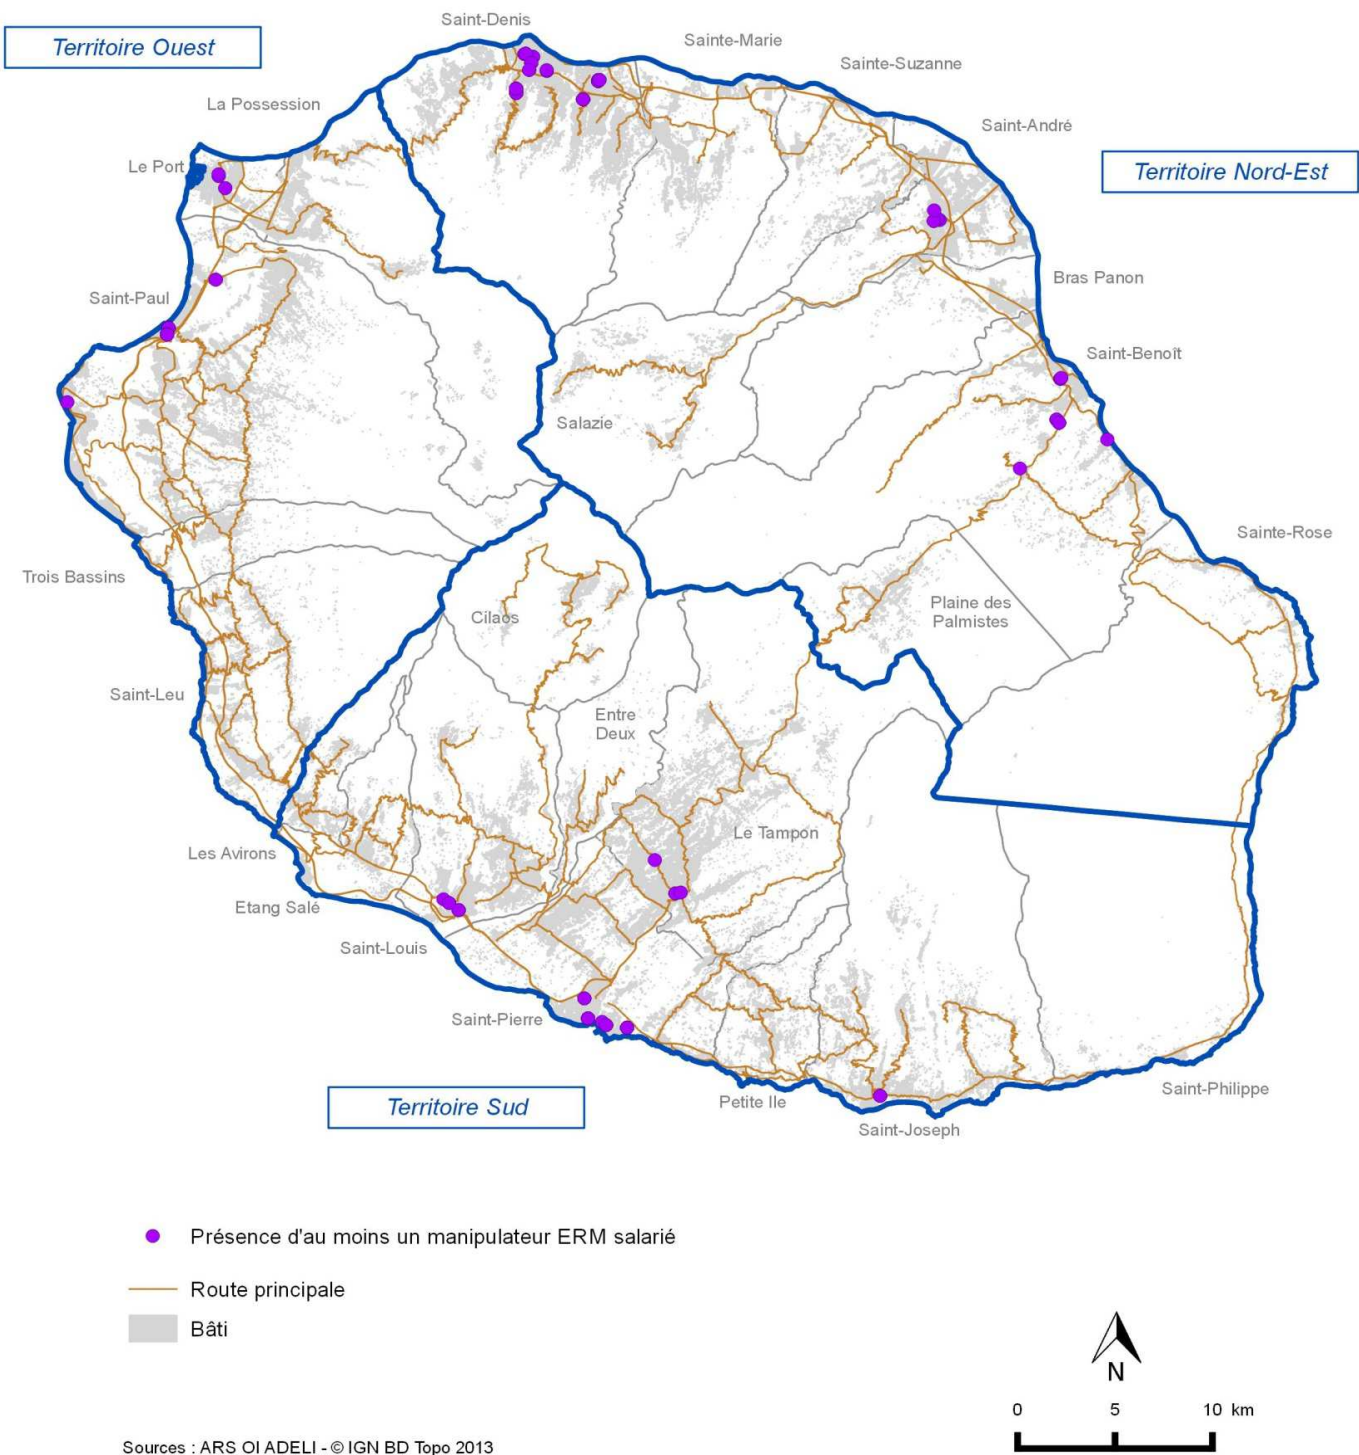 Saint-Denis
Territoire Ouest
Sainte-Marie
Sainte-Suzanne
La Possession
Saint-André
Le Port
Territoire Nord-Est
Bras Panon
Saint-Paul
Saint-Benoît
Salazie
Sainte-Rose
Trois Bassins
Plaine des
Palmistes
Cilaos
Saint-Leu
Entre
Deux
Le Tampon
Les Avirons
Etang Salé
Saint-Louis
Saint-Pierre
Saint-Philippe
Petite Ile
Territoire Sud
Saint-Joseph
Présence d'au moins un manipulateur ERM salarié
Route principale
Bâti
N
0 5 10 km
Sources : ARS OI ADELI - © IGN BD Topo 2013